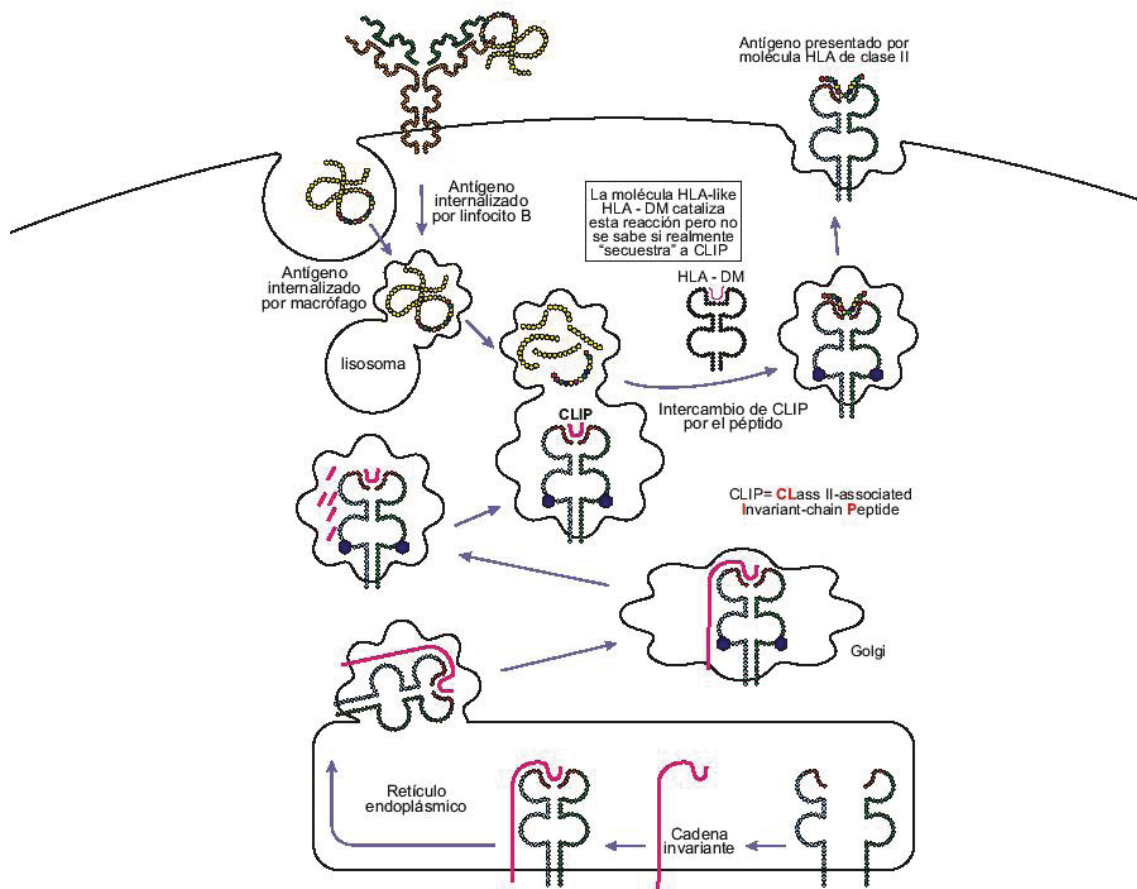 Antígeno presentado por
molécula HLA de clase II
Antígeno
internalizado
por linfocito B
La molécula HLA-like
HLA - DM cataliza
esta reacción pero no
se sabe si realmente
"secuestra" a CLIP
HLA - DM
Antígeno
internalizado
por macrófago
lisosoma
CLIP
Intercambio de CLIP
por el péptido
CLIP= CLass II-associated
Invariant-chain Peptide
Golgi
Retículo
endoplásmico
Cadena
invariante